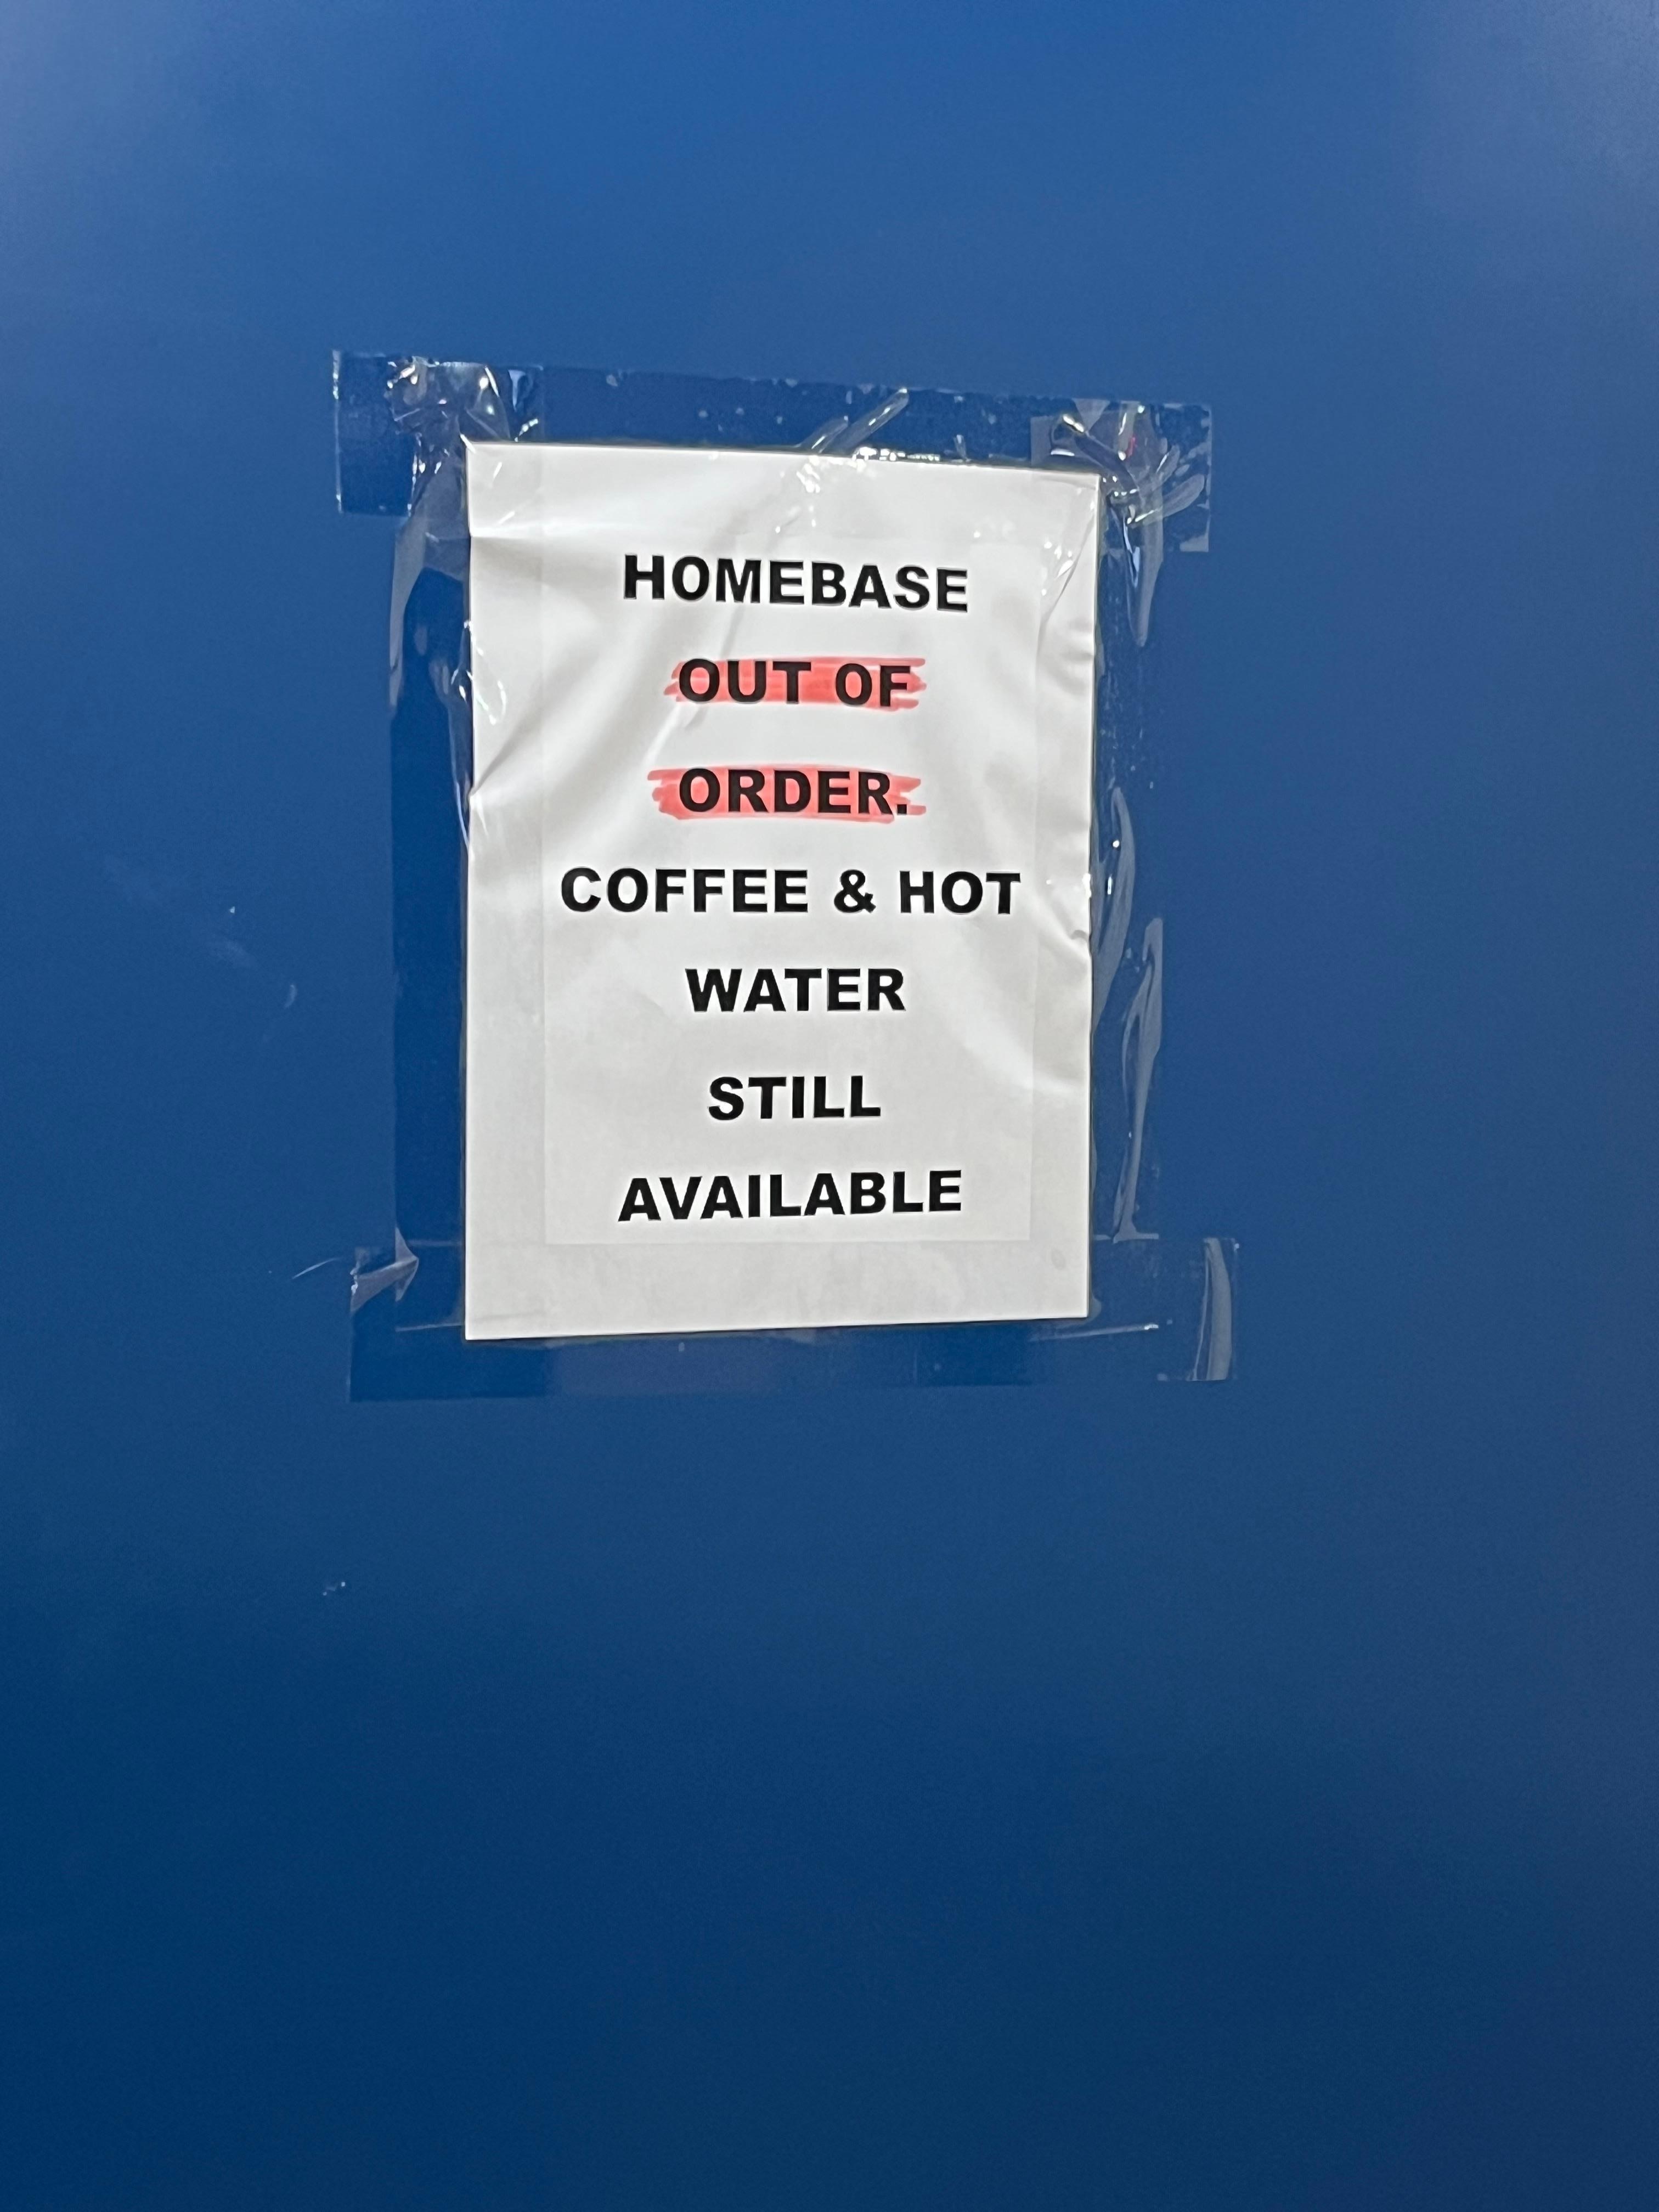 HOMEBASE
OUT OF
ORDER.
COFFEE & HOT
WATER
STILL
AVAILABLE